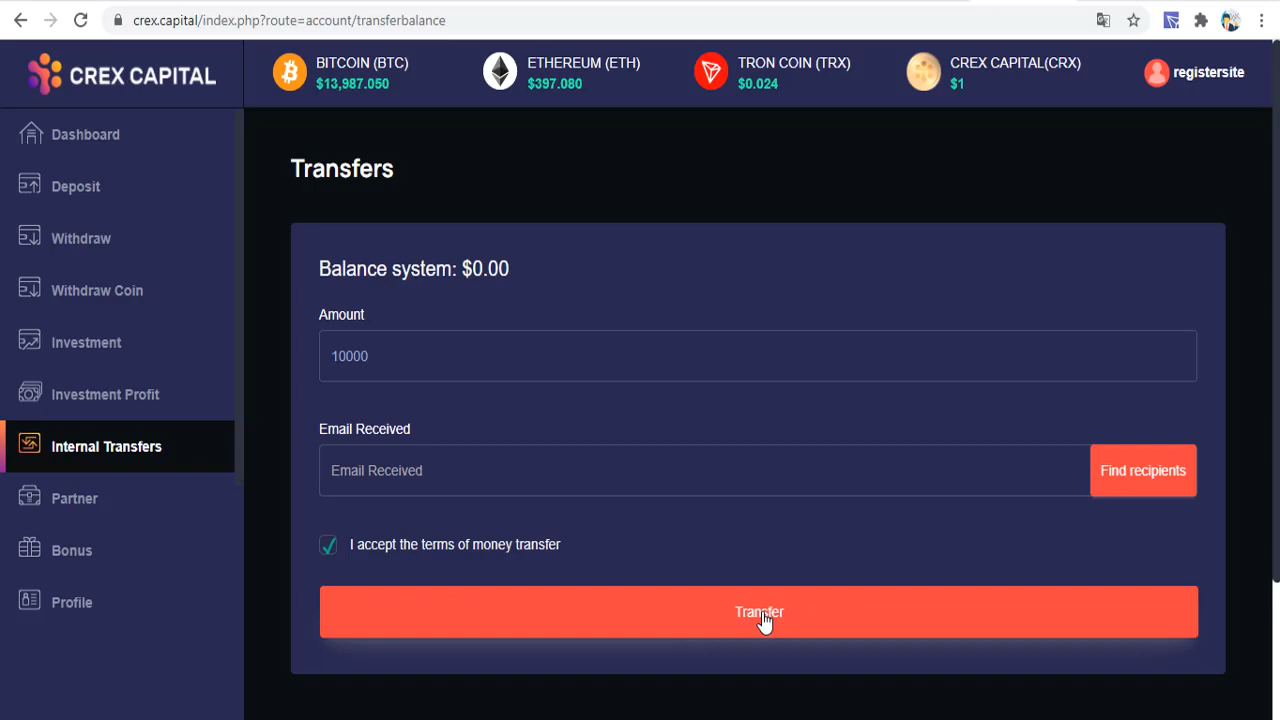 crex.capital/index.php?route=account/transferbalance
CREX CAPITAL
BITCOIN (BTC)
$13,987.050
ETHEREUM (ETH)
$397.080
TRON COIN (TRX)
$0.024
CREX CAPITAL(CRX)
$1
registersite
Dashboard
Deposit
Withdraw
Withdraw Coin
Investment
Investment Profit
Internal Transfers
Partner
Bonus
Profile
Transfers
Balance system: $0.00
Amount
10000
Email Received
Email Received
Find recipients
I accept the terms of money transfer
Transfer